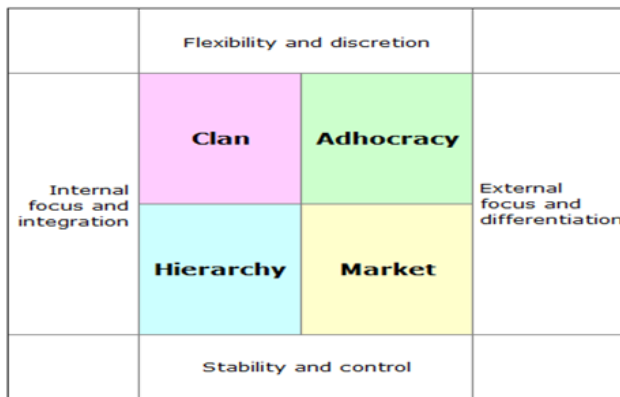 Flexibility and discretion
Clan
Adhocracy
Internal
focus and
integration
External
focus and
differentiation
Hierarchy
Market
Stability and control